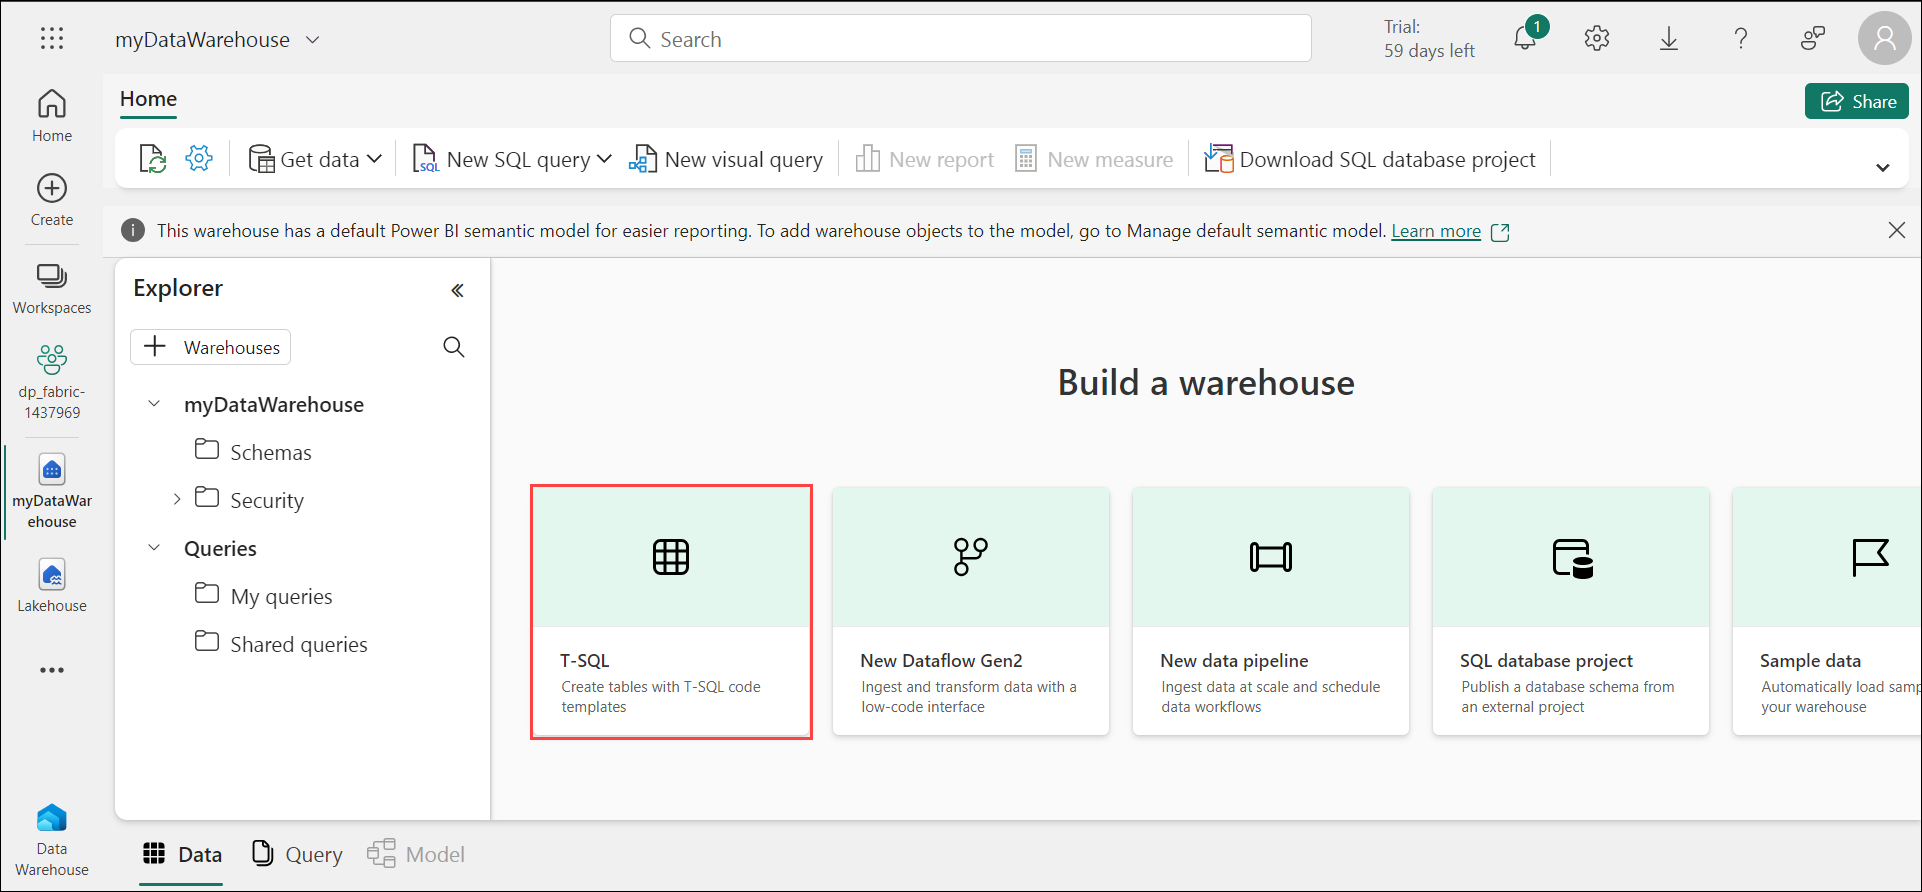 myDataWarehouse
Search
Trial:
59 days left
1
Home
Share
Get data
SQL
New SQL query
New visual query
New report
New measure
Download SQL database project
This warehouse has a default Power BI semantic model for easier reporting. To add warehouse objects to the model, go to Manage default semantic model. Learn more
Home
Create
Workspaces
dp_fabric-
1437969
myDataWar
ehouse
Lakehouse
Data
Warehouse
Explorer
Warehouses
myDataWarehouse
Schemas
Security
Queries
My queries
Shared queries
Build a warehouse
T-SQL
Create tables with T-SQL code
templates
New Dataflow Gen2
Ingest and transform data with a
low-code interface
New data pipeline
Ingest data at scale and schedule
data workflows
SQL database project
Publish a database schema from
an external project
Sample data
Automatically load samp
your warehouse
Data
Query
Model